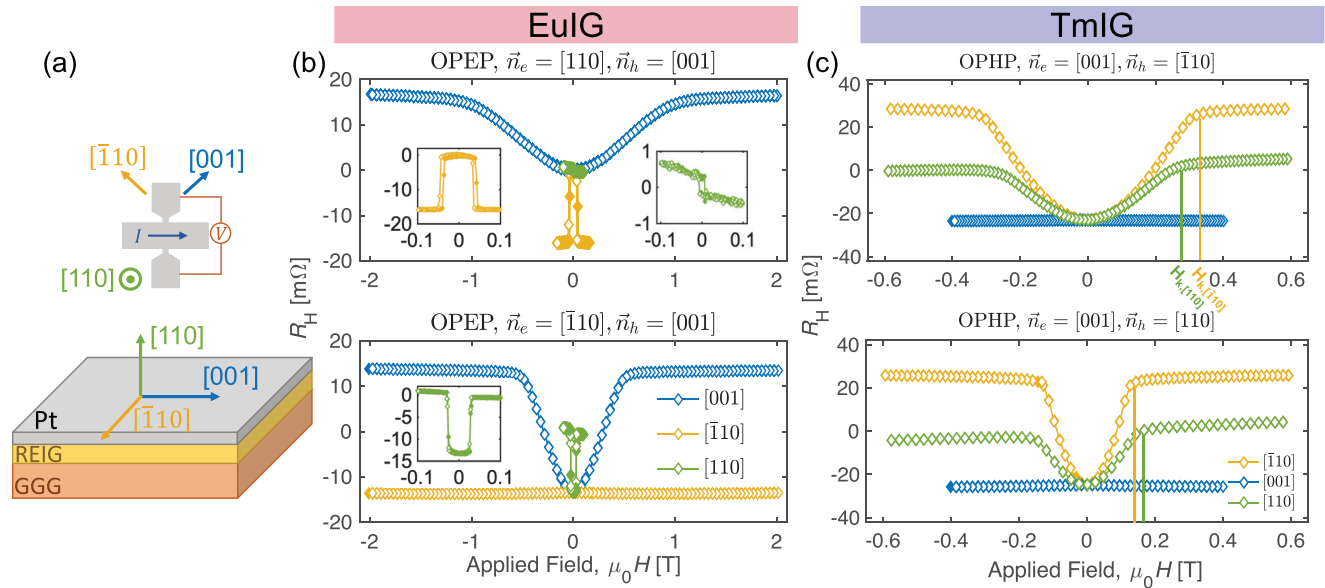 EuIG
TmIG
(a)
[1̅10]
[001]
I
V
[110]
[110]
[001]
[1̅10]
Pt
REIG
GGG
(b)
OPEP, n⃗e = [110], n⃗h = [001]
20
10
0
-10
-20
-2 -1 0 1 2
0
-5
-10
-15
-20
-0.1 0 0.1
1
0
-1
-0.1 0 0.1
RH [mΩ]
OPEP, n⃗e = [1̅10], n⃗h = [001]
20
10
0
-10
-20
0
-5
-10
-15
-0.1 0 0.1
[001]
[1̅10]
[110]
-2 -1 0 1 2
Applied Field, μ0H [T]
(c)
OPHP, n⃗e = [001], n⃗h = [1̅10]
40
20
0
-20
-40
-0.6 -0.4 -0.2 0 0.2 0.4 0.6
Hk,[110]
Hk,[1̅10]
RH [mΩ]
OPHP, n⃗e = [001], n⃗h = [110]
40
20
0
-20
-40
[1̅10]
[001]
[110]
-0.6 -0.4 -0.2 0 0.2 0.4 0.6
Applied Field, μ0H [T]